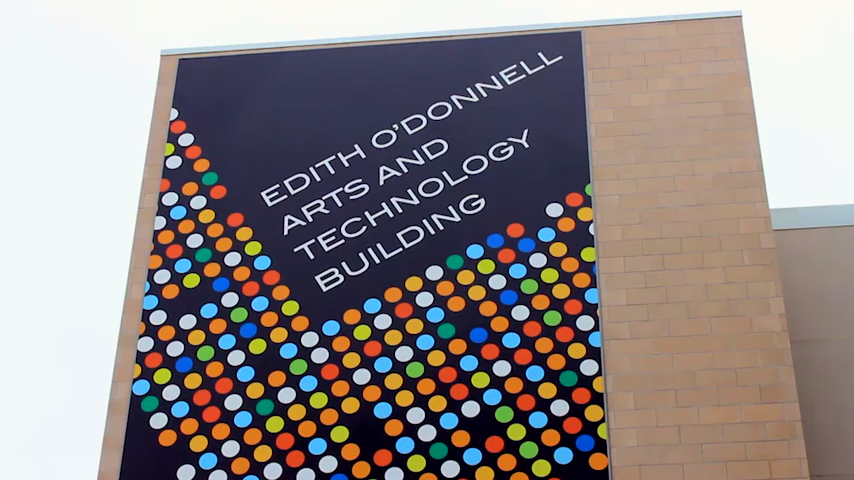 EDITH O'DONNELL
ARTS AND
TECHNOLOGY
BUILDING